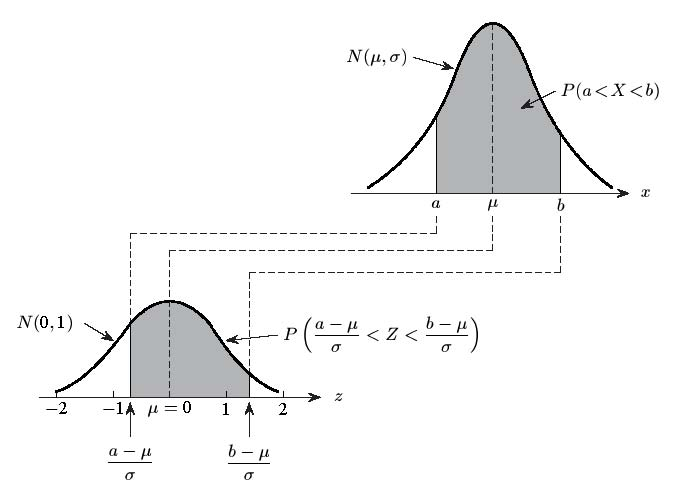 N(μ, σ)
P(a<X<b)
x
a μ b
N(0, 1)
P ( (a − μ)/σ < Z < (b − μ)/σ )
z
−2 −1 μ = 0 1 2
(a − μ)/σ (b − μ)/σ